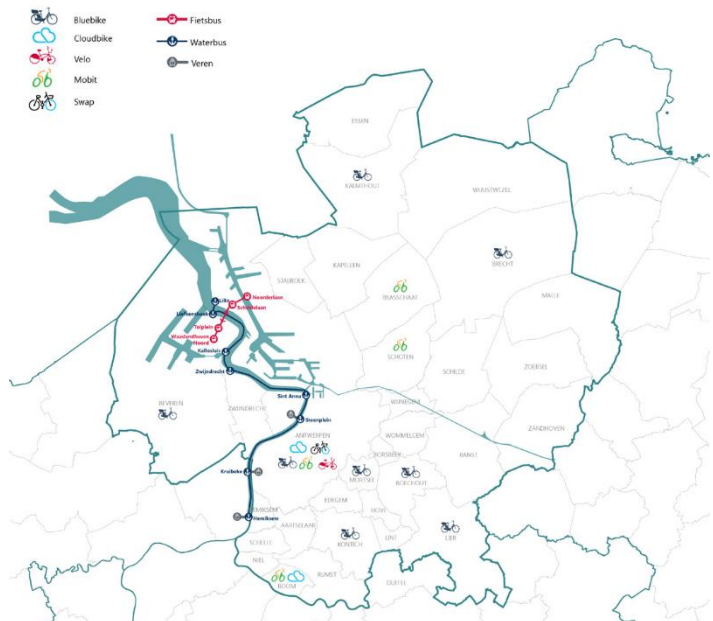 Bluebike
Cloudbike
Velo
Mobit
Swap
Fietsbus
Waterbus
Veren
ESSEN
KALMTHOUT
WUUSTWEZEL
BRECHT
KAPELLEN
STABROEK
BRASSCHAAT
MALLE
Noorderlaan
Lillo
Liefkenshoek
Scheldelaan
Tolplein
Waaslandhaven
Noord
SCHOTEN
Kallosluis
SCHILDE
ZOERSEL
Zwijndrecht
Sint Anna
WIJNEGEM
BEVEREN
ZWIJNDRECHT
Steenplein
ZANDHOVEN
ANTWERPEN
WOMMELGEM
BORSBEEK
RANST
Kruibeke
MORTSEL
BOECHOUT
EDEGEM
HOVE
HEMIKSEM
Hemiksem
AARTSELAAR
LINT
LIER
SCHELLE
KONTICH
NIEL
BOOM
RUMST
DUFFEL